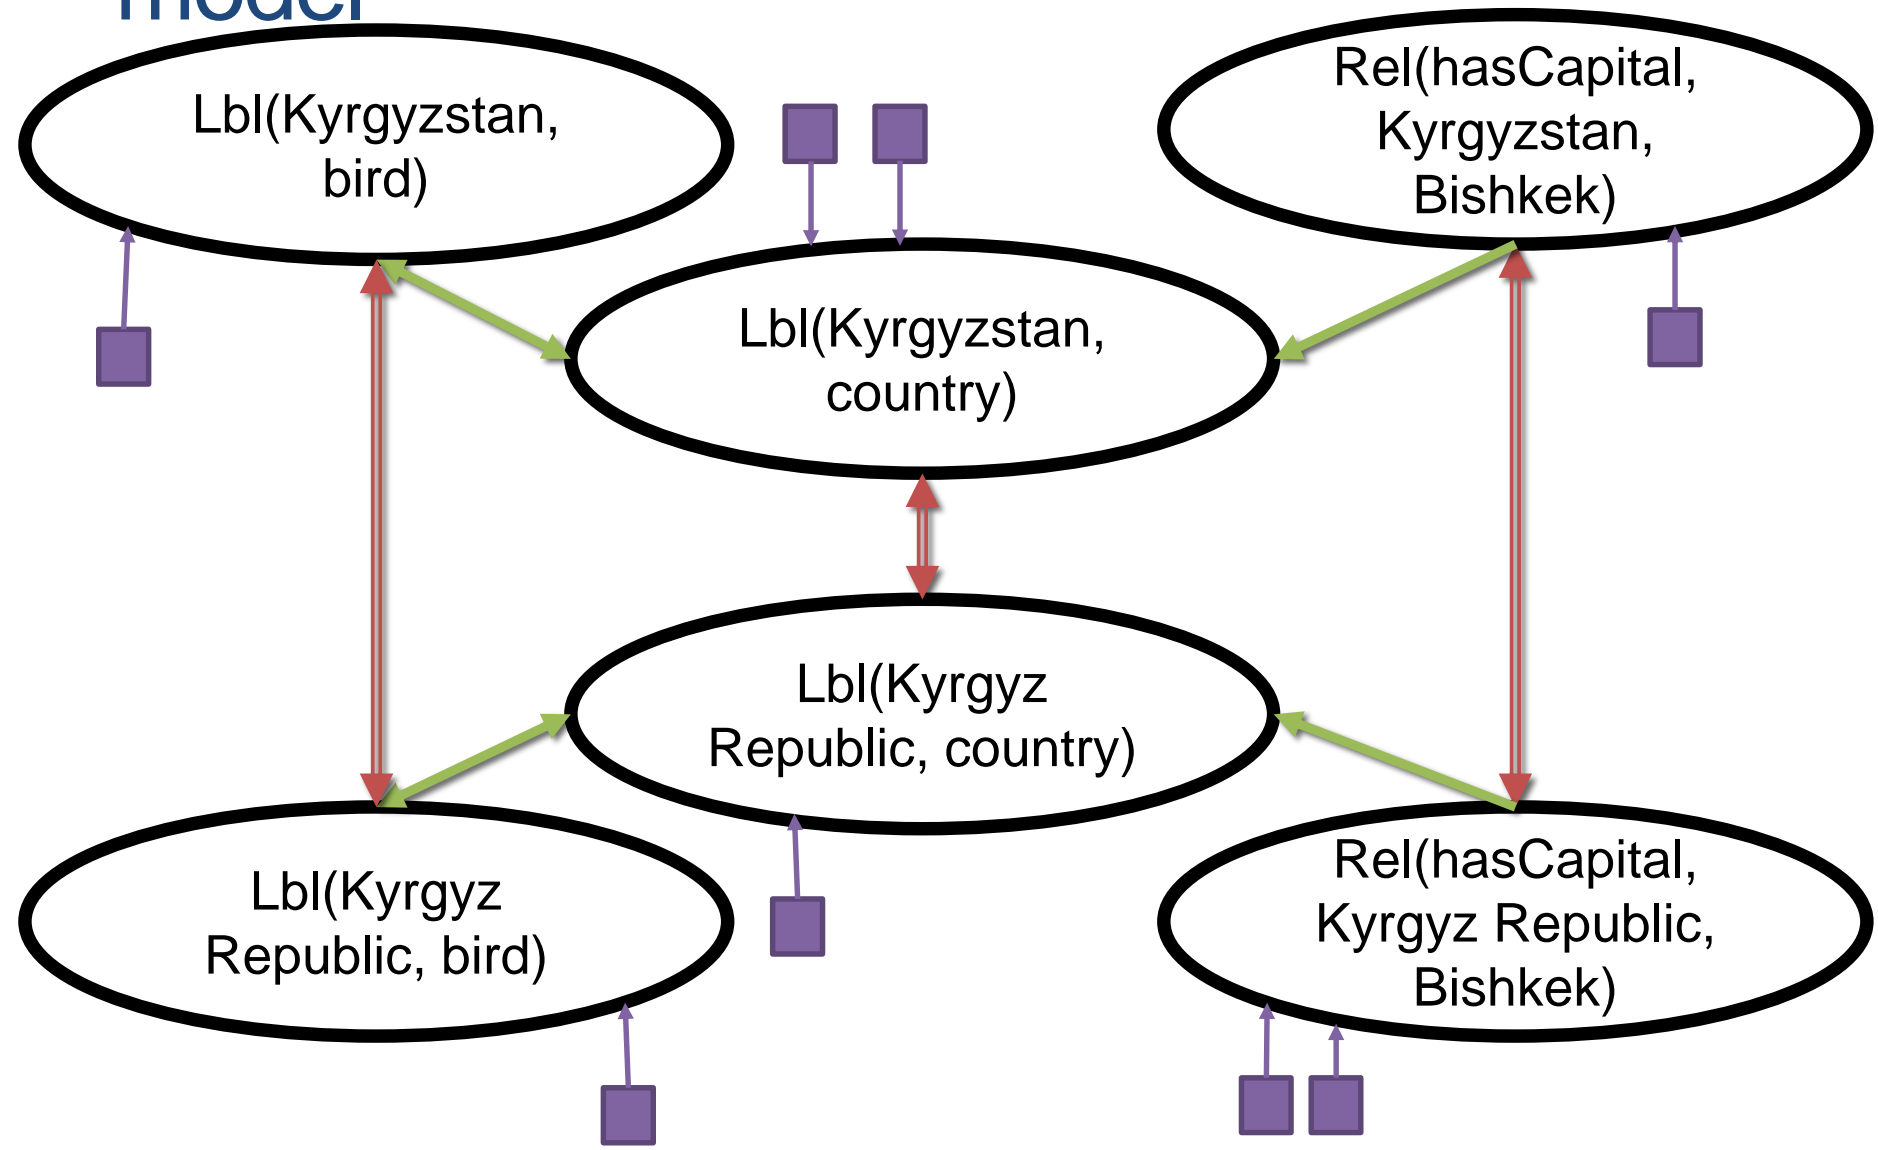 model
Lbl(Kyrgyzstan,
bird)
Rel(hasCapital,
Kyrgyzstan,
Bishkek)
Lbl(Kyrgyzstan,
country)
Lbl(Kyrgyz
Republic, country)
Lbl(Kyrgyz
Republic, bird)
Rel(hasCapital,
Kyrgyz Republic,
Bishkek)